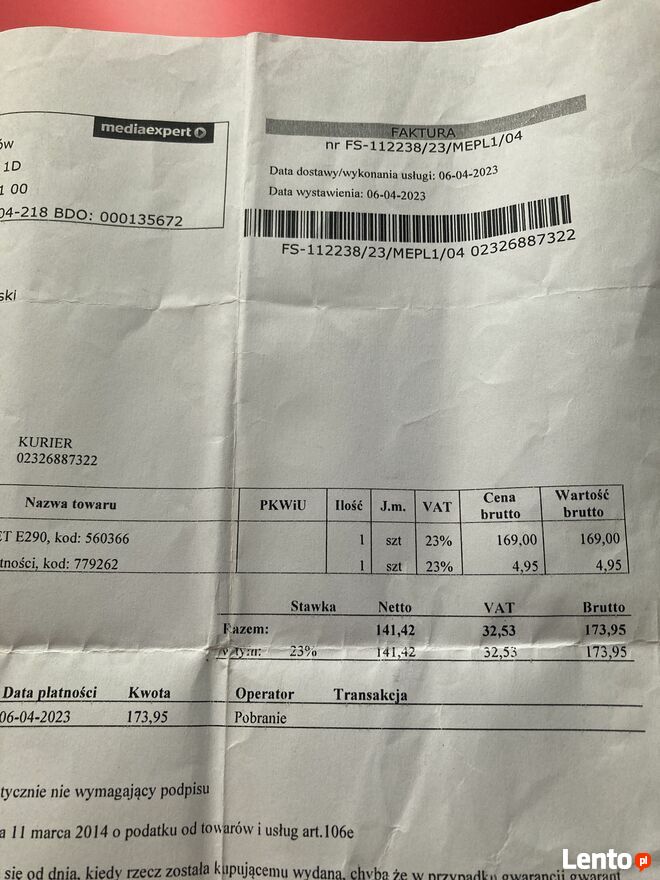 mediaexpert
ów
1D
1 00
04-218 BDO: 000135672
FAKTURA
nr FS-112238/23/MEPL1/04
Data dostawy/wykonania usługi: 06-04-2023
Data wystawienia: 06-04-2023
FS-112238/23/MEPL1/04 02326887322
ski
KURIER
02326887322
Nazwa towaru PKWiU Ilość J.m. VAT Cena brutto Wartość brutto
ET E290, kod: 560366 1 szt 23% 169,00 169,00
tności, kod: 779262 1 szt 23% 4,95 4,95
Stawka Netto VAT Brutto
Razem: 141,42 32,53 173,95
w tym: 23% 141,42 32,53 173,95
Data płatności Kwota Operator Transakcja
06-04-2023 173,95 Pobranie
tycznie nie wymagający podpisu
a 11 marca 2014 o podatku od towarów i usług art.106e
się od dnia, kiedy rzecz została kupującemu wydana, chyba że w przypadku gwarancji gwarant
Lento.pl